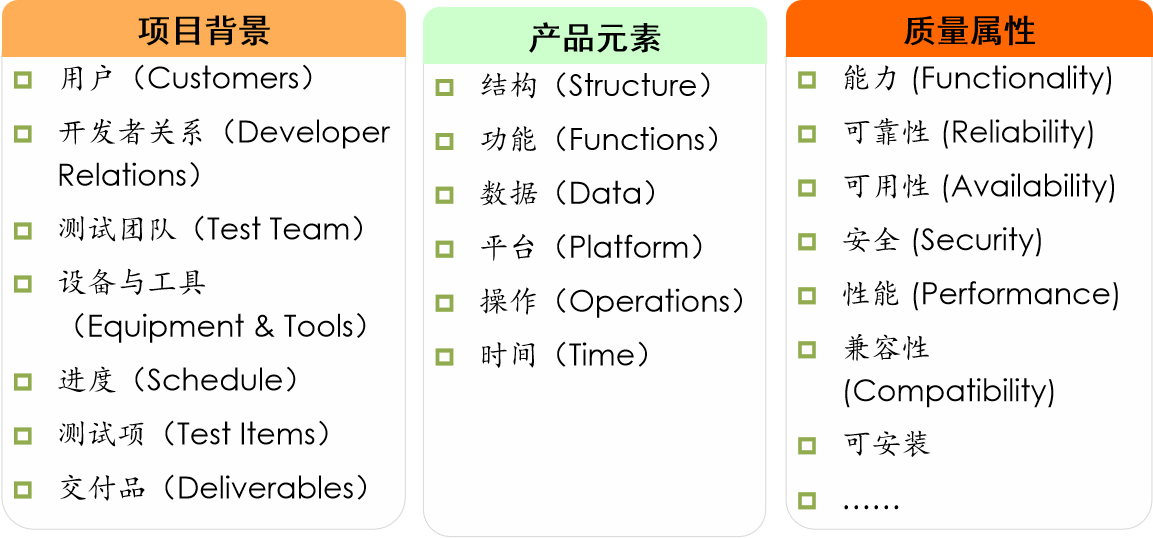 项目背景
用户（Customers）
开发者关系（Developer
Relations）
测试团队（Test Team）
设备与工具
（Equipment & Tools）
进度（Schedule）
测试项（Test Items）
交付品（Deliverables）
产品元素
结构（Structure）
功能（Functions）
数据（Data）
平台（Platform）
操作（Operations）
时间（Time）
质量属性
能力 (Functionality)
可靠性 (Reliability)
可用性 (Availability)
安全 (Security)
性能 (Performance)
兼容性
(Compatibility)
可安装
……